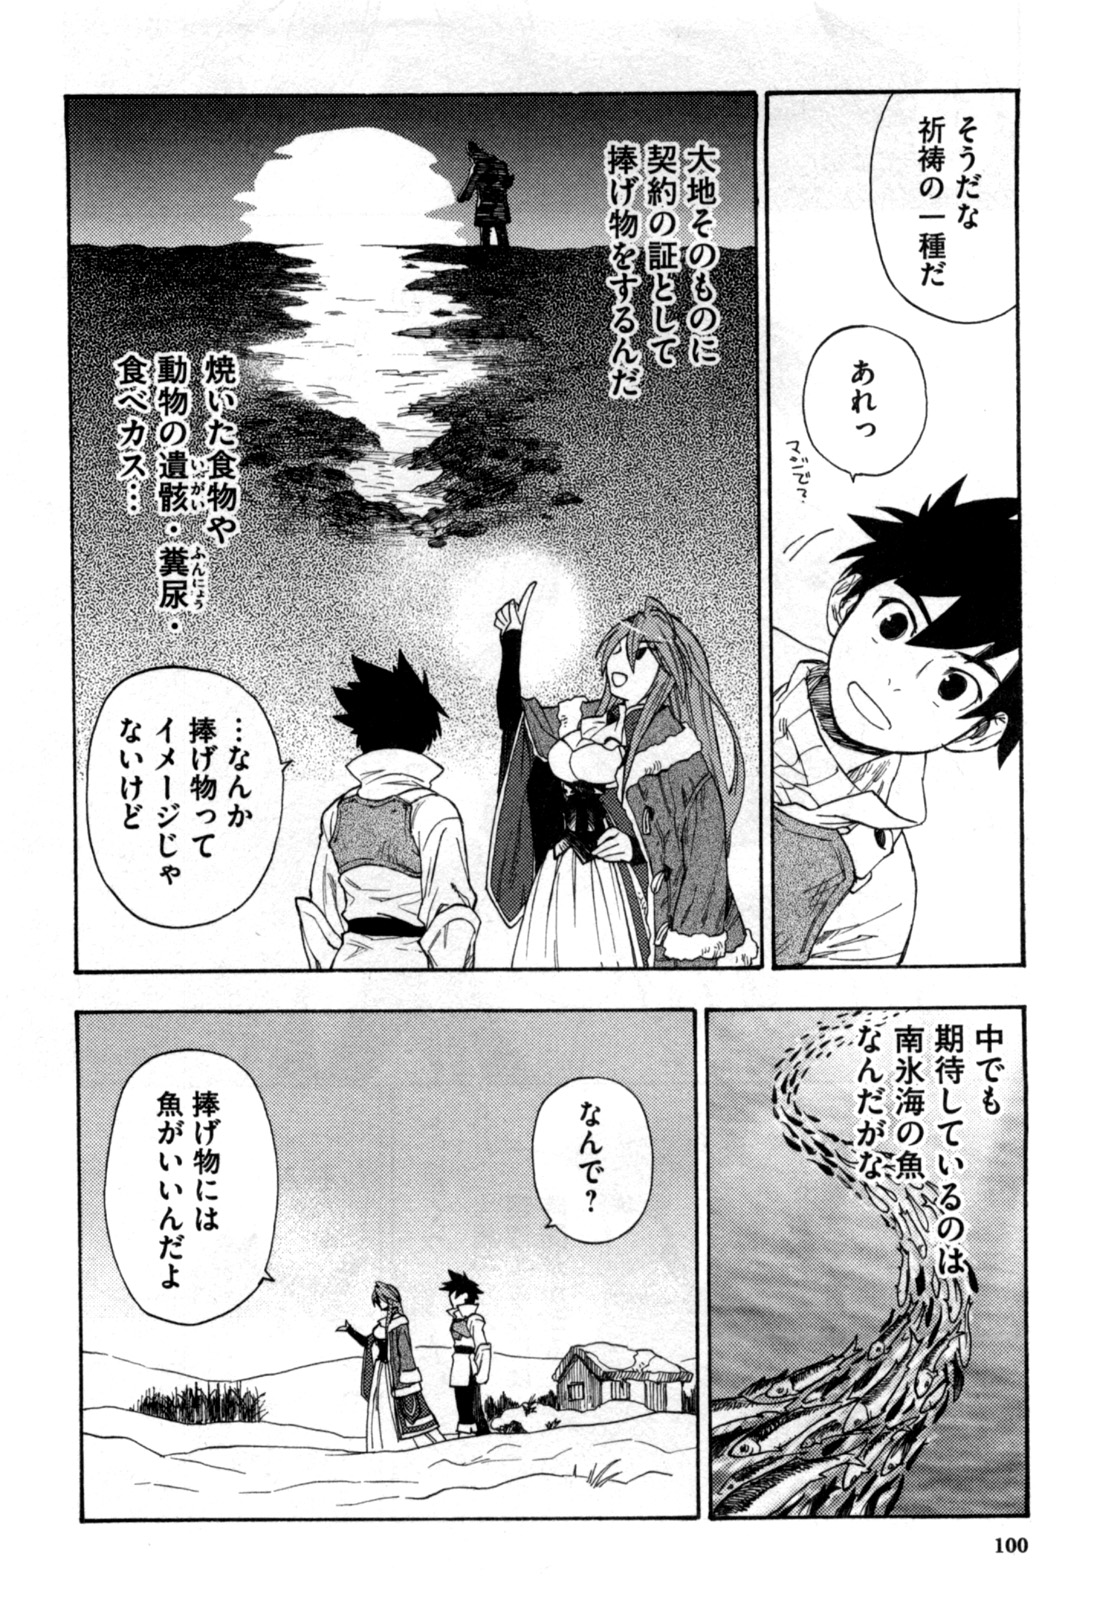 そうだな
祈祷の一種だ
あれっ
マジで?
大地そのものに
契約の証として
捧げ物をするんだ
焼いた食物や
動物の遺骸・糞尿・
いがい
ふんにょう
食べカス…
…なんか
捧げ物って
イメージじゃ
ないけど
中でも
期待しているのは
南氷海の魚
なんだがな
なんで?
捧げ物には
魚がいいんだよ
100